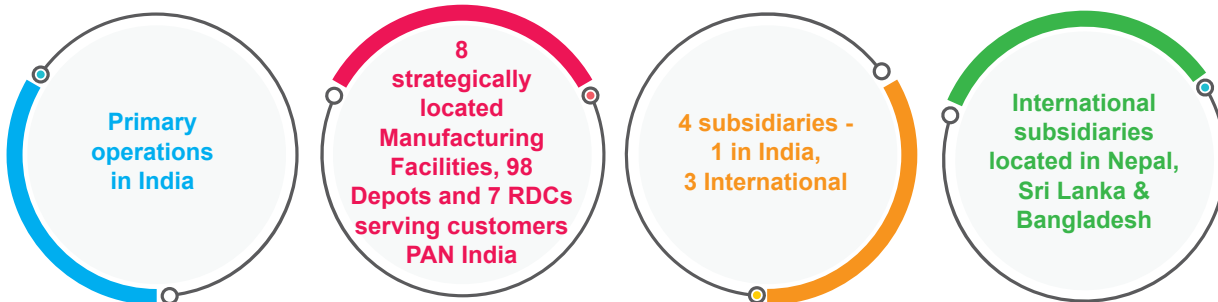 Primary
operations
in India
8
strategically
located
Manufacturing
Facilities, 98
Depots and 7 RDCs
serving customers
PAN India
4 subsidiaries -
1 in India,
3 International
International
subsidiaries
located in Nepal,
Sri Lanka &
Bangladesh